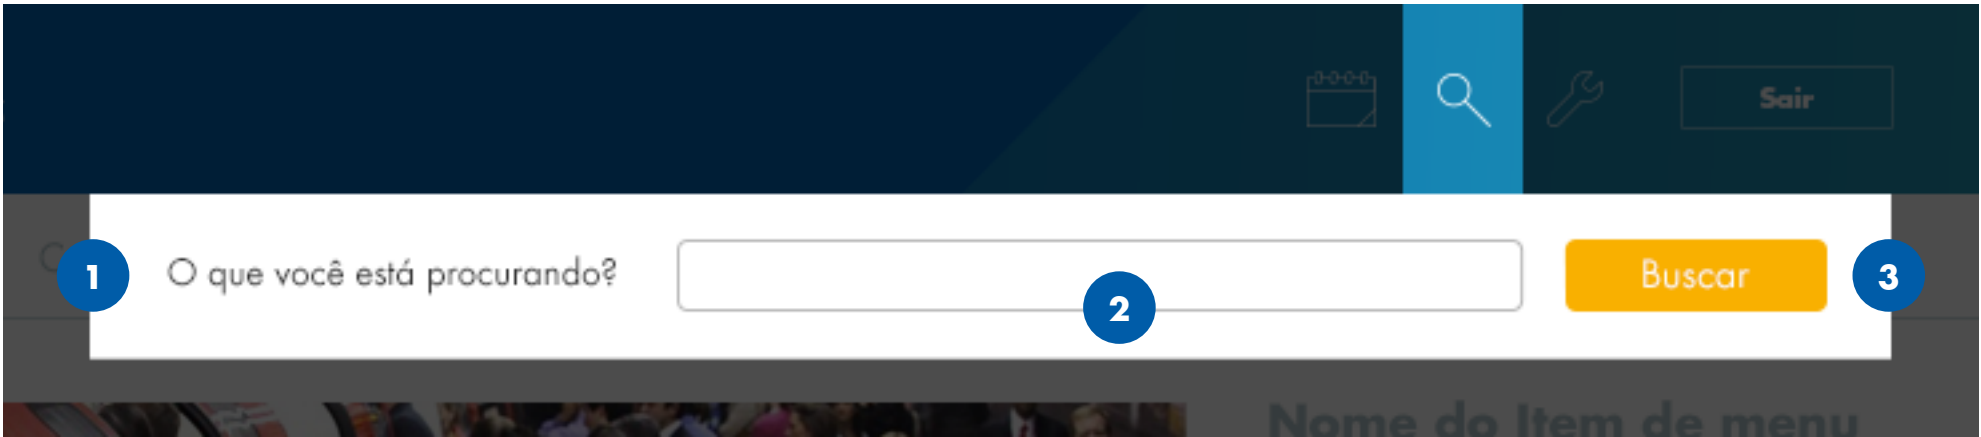 Sair
1 O que você está procurando? 2 Buscar 3
Nome do Item de menu